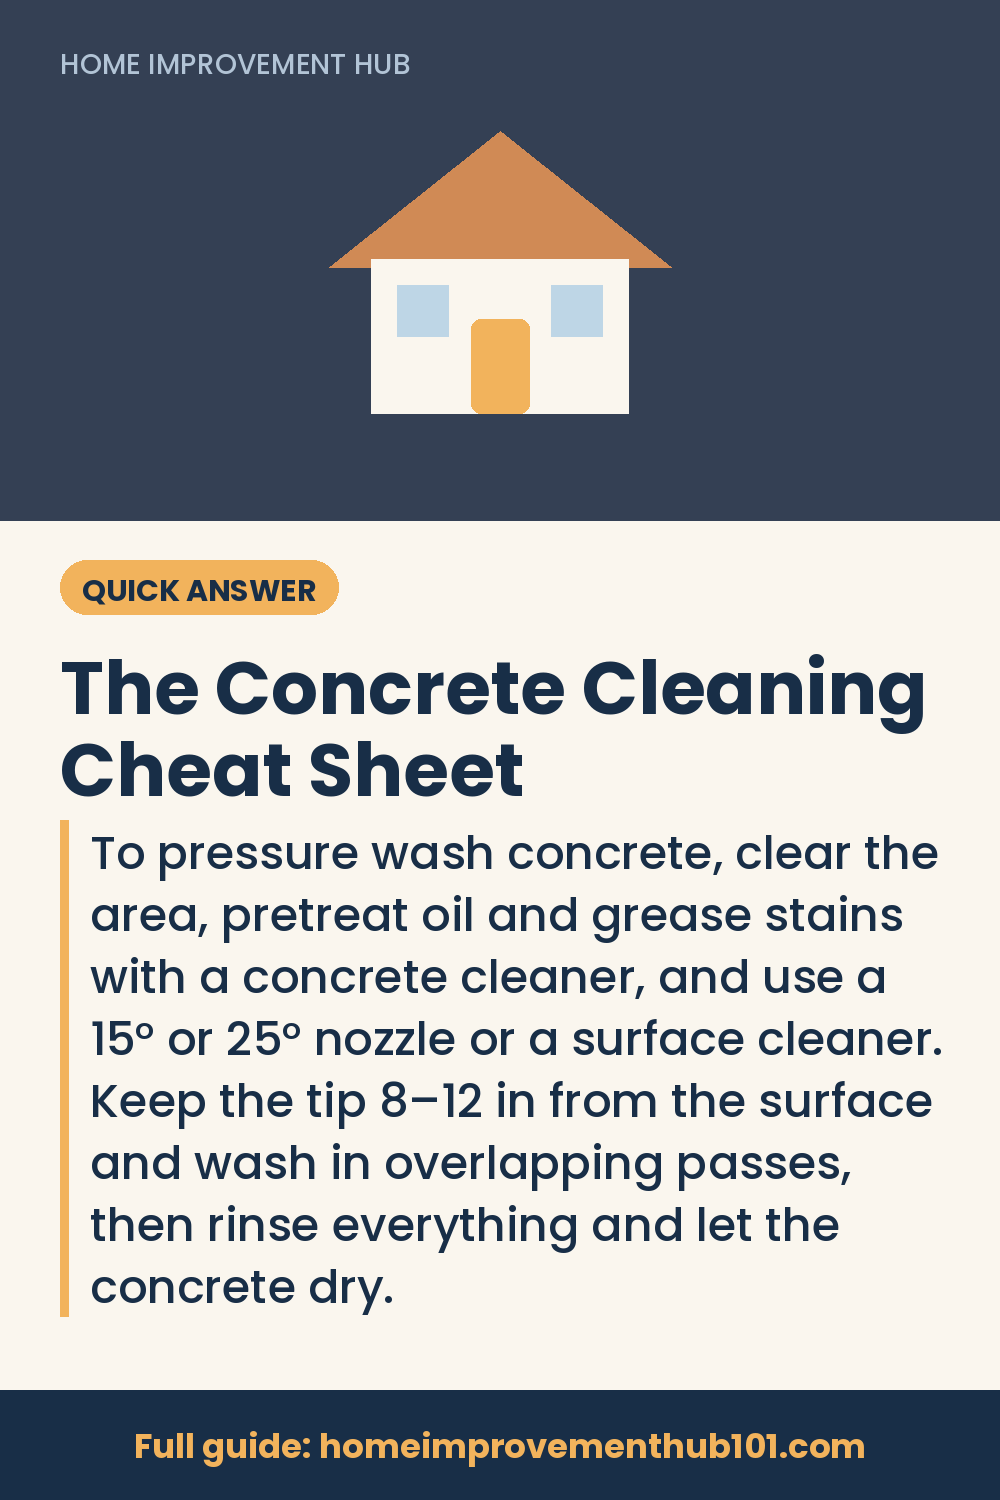 HOME IMPROVEMENT HUB
QUICK ANSWER
The Concrete Cleaning
Cheat Sheet
To pressure wash concrete, clear the
area, pretreat oil and grease stains
with a concrete cleaner, and use a
15° or 25° nozzle or a surface cleaner.
Keep the tip 8–12 in from the surface
and wash in overlapping passes,
then rinse everything and let the
concrete dry.
Full guide: homeimprovementhub101.com